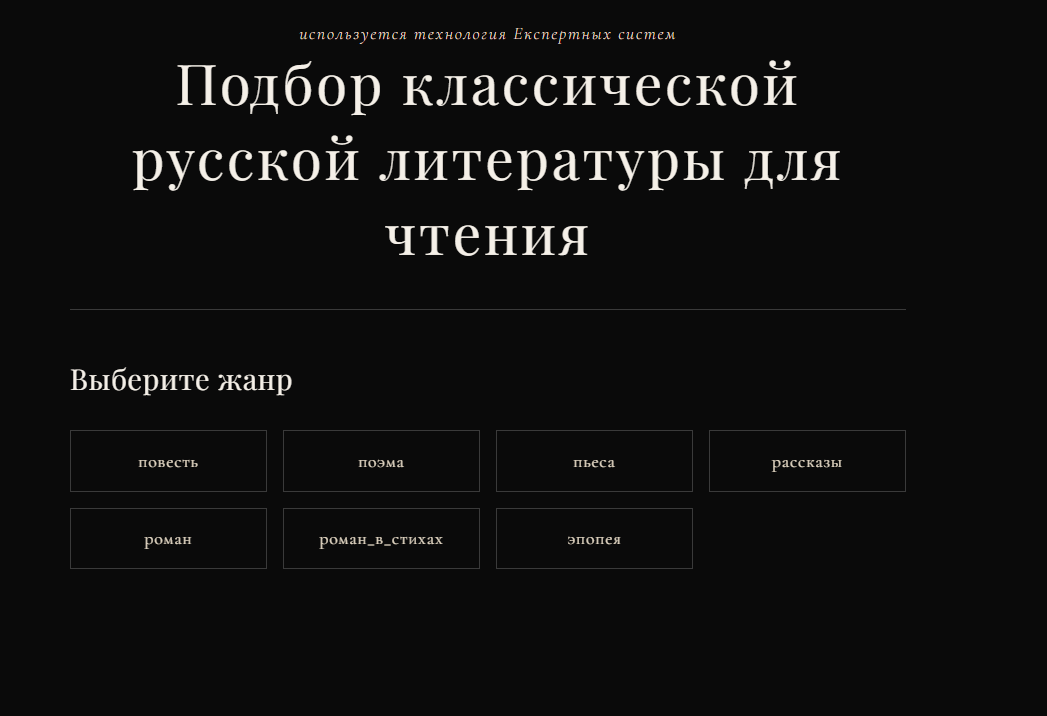 используется технология Експертных систем
Подбор классической
русской литературы для
чтения
Выберите жанр
повесть
поэма
пьеса
рассказы
роман
роман_в_стихах
эпопея